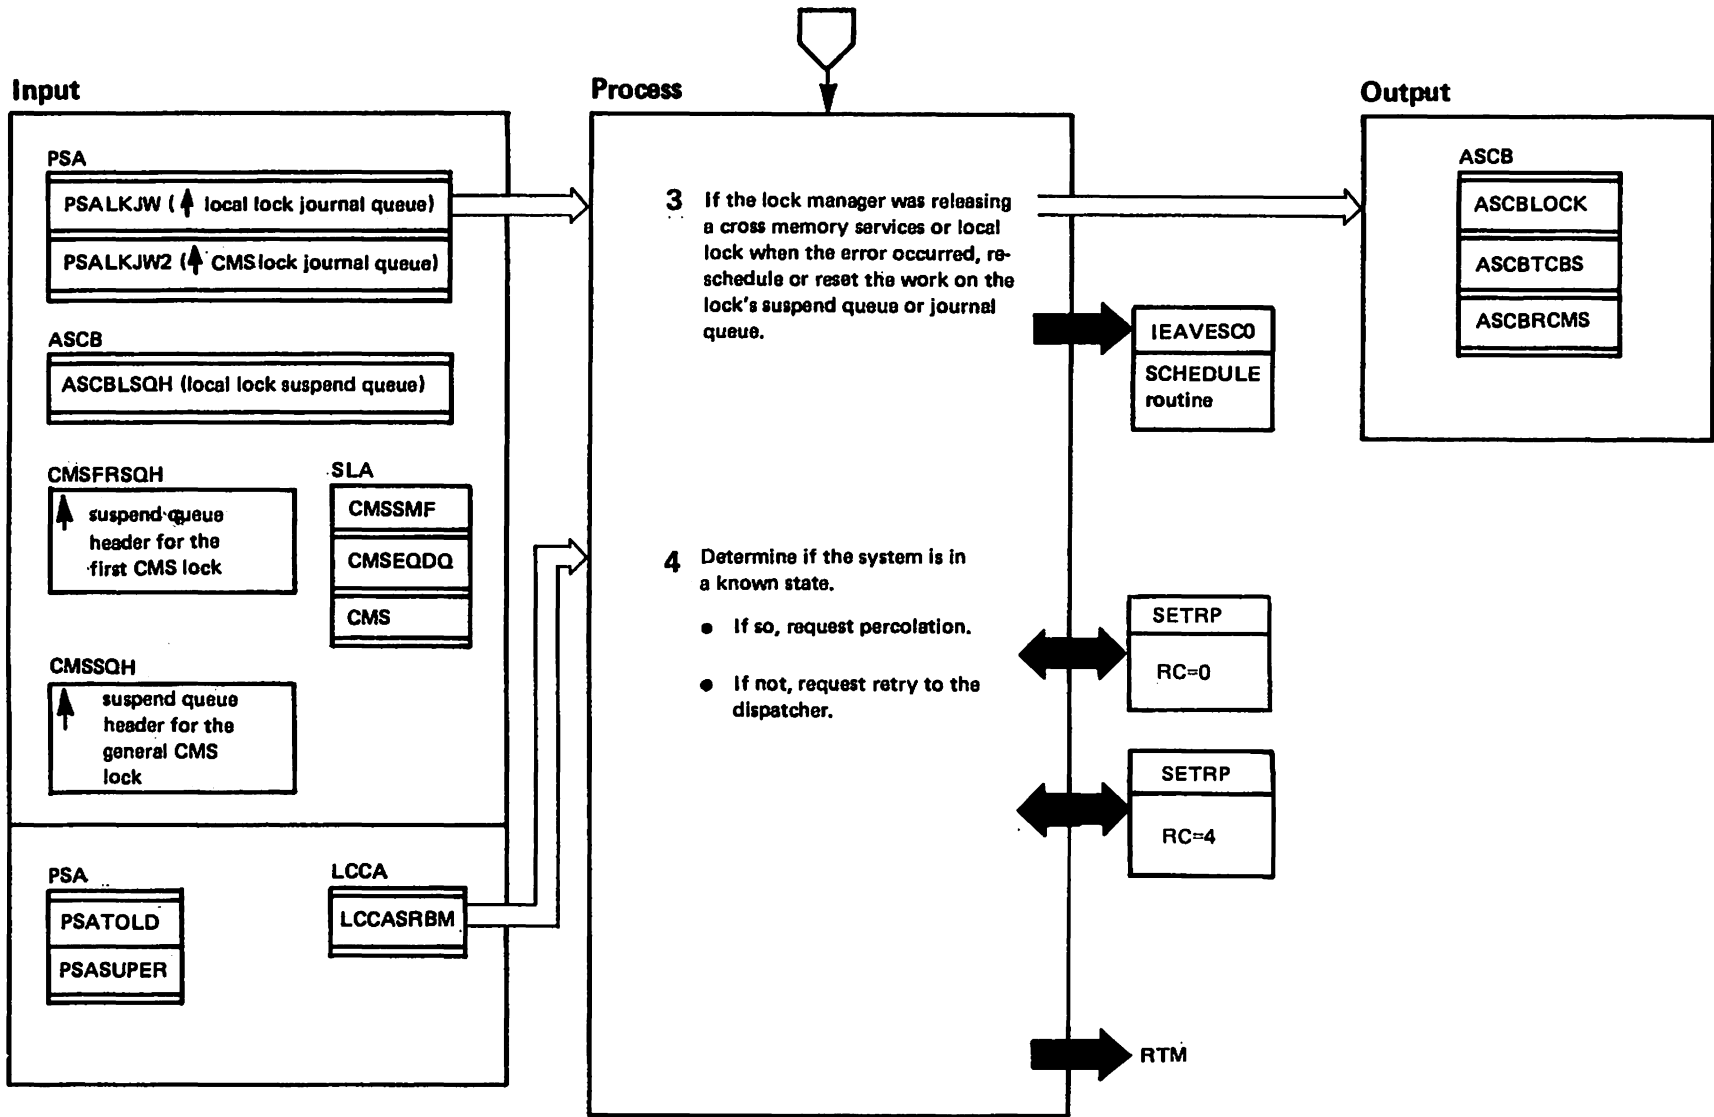 Input
PSA
PSALKJW ( local lock journal queue)
PSALKJW2 ( CMS lock journal queue)
ASCB
ASCBLSQH (local lock suspend queue)
CMSFRSQH
suspend queue
header for the
first CMS lock
SLA
CMSSMF
CMSEQDQ
CMS
CMSSQH
suspend queue
header for the
general CMS
lock
PSA
PSATOLD
PSASUPER
LCCA
LCCASRBM
Process
3 If the lock manager was releasing
a cross memory services or local
lock when the error occurred, re-
schedule or reset the work on the
lock's suspend queue or journal
queue.
IEAVESC0
SCHEDULE
routine
4 Determine if the system is in
a known state.
• If so, request percolation.
• If not, request retry to the
dispatcher.
SETRP
RC=0
SETRP
RC=4
RTM
Output
ASCB
ASCBLOCK
ASCBTCBS
ASCBRCMS